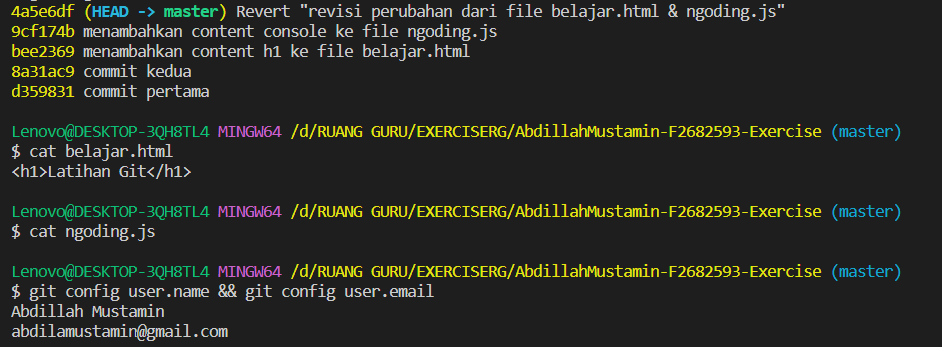 4a5e6df (HEAD -> master) Revert "revisi perubahan dari file belajar.html & ngoding.js"
9cf174b menambahkan content console ke file ngoding.js
bee2369 menambahkan content h1 ke file belajar.html
8a31ac9 commit kedua
d359831 commit pertama
Lenovo@DESKTOP-3QH8TL4 MINGW64 /d/RUANG GURU/EXERCISERG/AbdillahMustamin-F2682593-Exercise (master)
$ cat belajar.html
<h1>Latihan Git</h1>
Lenovo@DESKTOP-3QH8TL4 MINGW64 /d/RUANG GURU/EXERCISERG/AbdillahMustamin-F2682593-Exercise (master)
$ cat ngoding.js
Lenovo@DESKTOP-3QH8TL4 MINGW64 /d/RUANG GURU/EXERCISERG/AbdillahMustamin-F2682593-Exercise (master)
$ git config user.name && git config user.email
Abdillah Mustamin
abdilamustamin@gmail.com